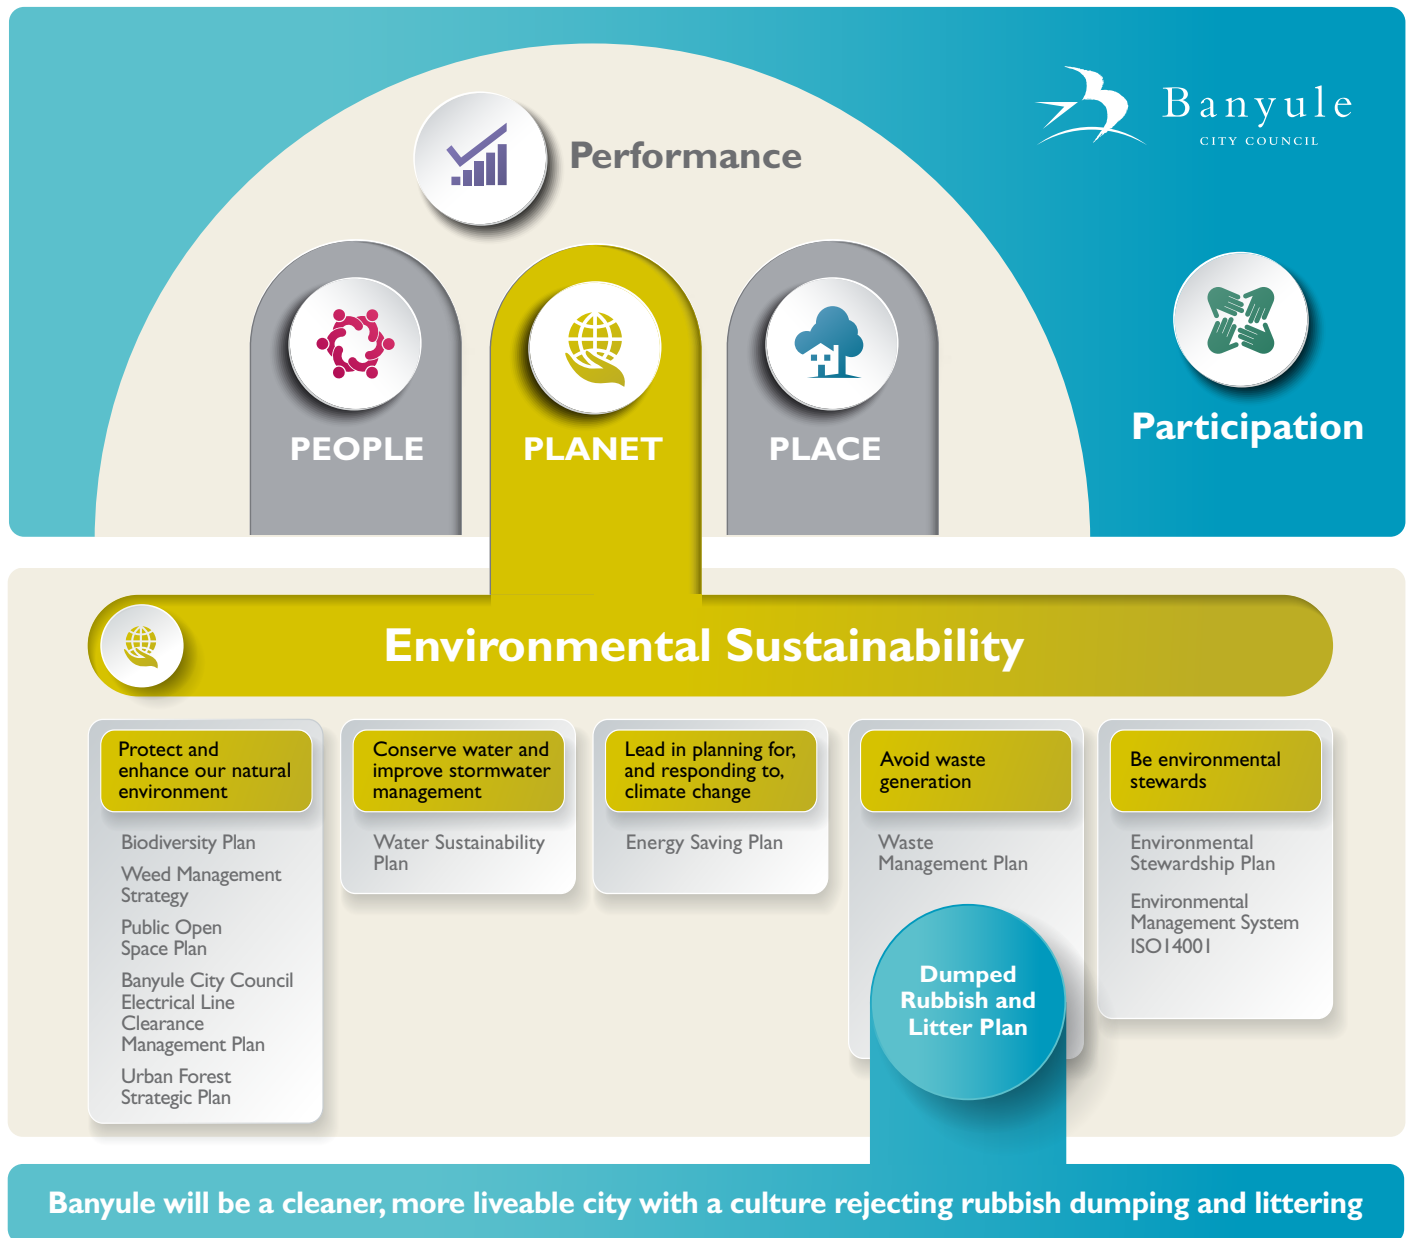 Banyule
CITY COUNCIL
Performance
PEOPLE
PLANET
PLACE
Participation
Environmental Sustainability
Protect and
enhance our natural
environment
Biodiversity Plan
Weed Management
Strategy
Public Open
Space Plan
Banyule City Council
Electrical Line
Clearance
Management Plan
Urban Forest
Strategic Plan
Conserve water and
improve stormwater
management
Water Sustainability
Plan
Lead in planning for,
and responding to,
climate change
Energy Saving Plan
Avoid waste
generation
Waste
Management Plan
Dumped
Rubbish and
Litter Plan
Be environmental
stewards
Environmental
Stewardship Plan
Environmental
Management System
ISO14001
Banyule will be a cleaner, more liveable city with a culture rejecting rubbish dumping and littering